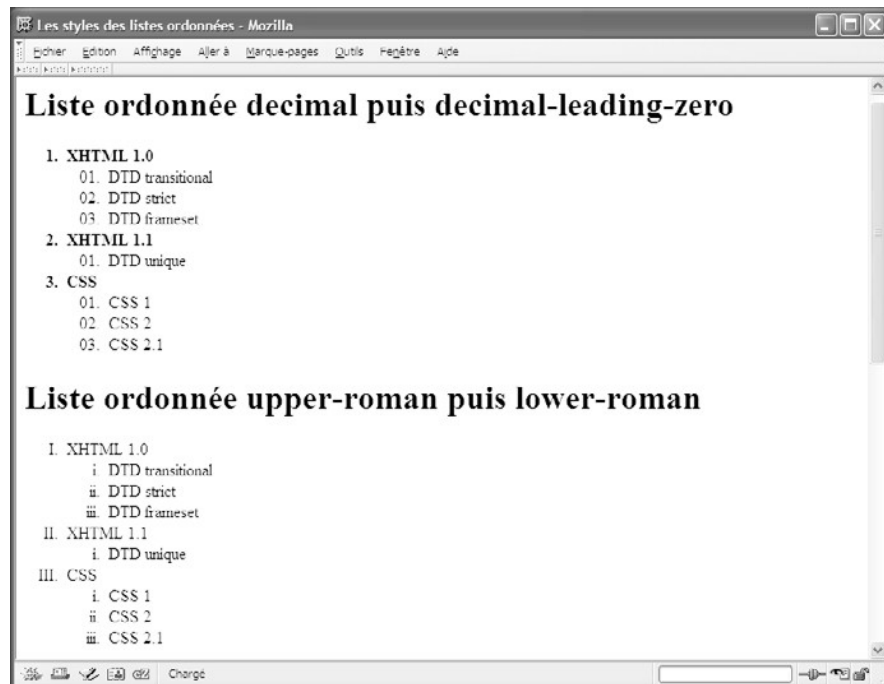 Les styles des listes ordonnées - Mozilla
Fichier Edition Affichage Aller à Marque-pages Outils Fenêtre Aide
Liste ordonnée decimal puis decimal-leading-zero
1. XHTML 1.0
01. DTD transitional
02. DTD strict
03. DTD frameset
2. XHTML 1.1
01. DTD unique
3. CSS
01. CSS 1
02. CSS 2
03. CSS 2.1
Liste ordonnée upper-roman puis lower-roman
I. XHTML 1.0
i. DTD transitional
ii. DTD strict
iii. DTD frameset
II. XHTML 1.1
i. DTD unique
III. CSS
i. CSS 1
ii. CSS 2
iii. CSS 2.1
Chargé